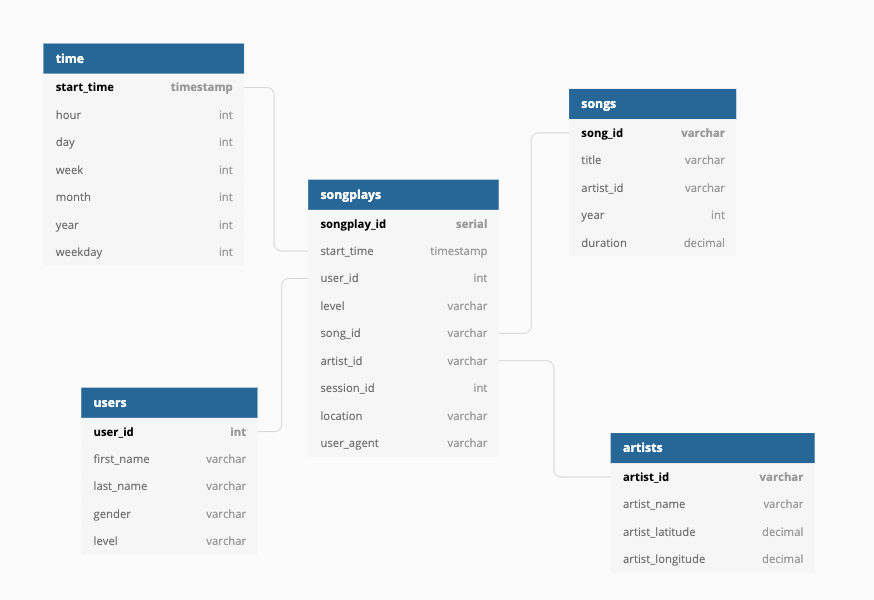 time
start_time timestamp
hour int
day int
week int
month int
year int
weekday int
songplays
songplay_id serial
start_time timestamp
user_id int
level varchar
song_id varchar
artist_id varchar
session_id int
location varchar
user_agent varchar
songs
song_id varchar
title varchar
artist_id varchar
year int
duration decimal
users
user_id int
first_name varchar
last_name varchar
gender varchar
level varchar
artists
artist_id varchar
artist_name varchar
artist_latitude decimal
artist_longitude decimal